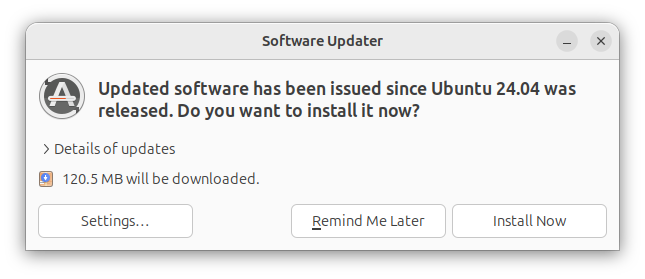 Software Updater
Updated software has been issued since Ubuntu 24.04 was
released. Do you want to install it now?
Details of updates
120.5 MB will be downloaded.
Settings…
Remind Me Later
Install Now